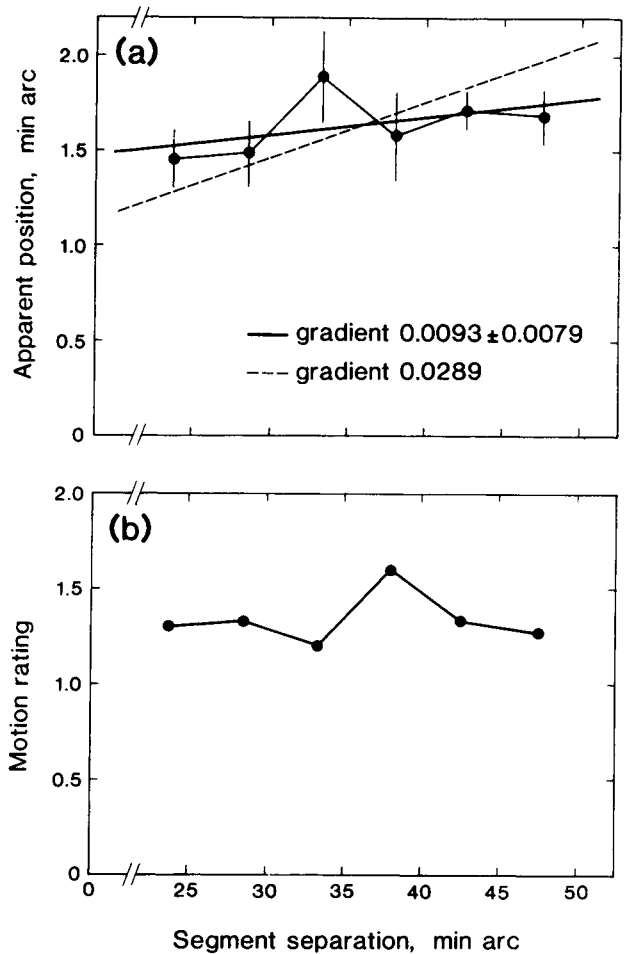 (a)
2.0
1.5
1.0
0.5
0
Apparent position, min arc
gradient 0.0093 ±0.0079
gradient 0.0289
(b)
2.0
1.5
1.0
0.5
0
Motion rating
0 25 30 35 40 45 50
Segment separation, min arc